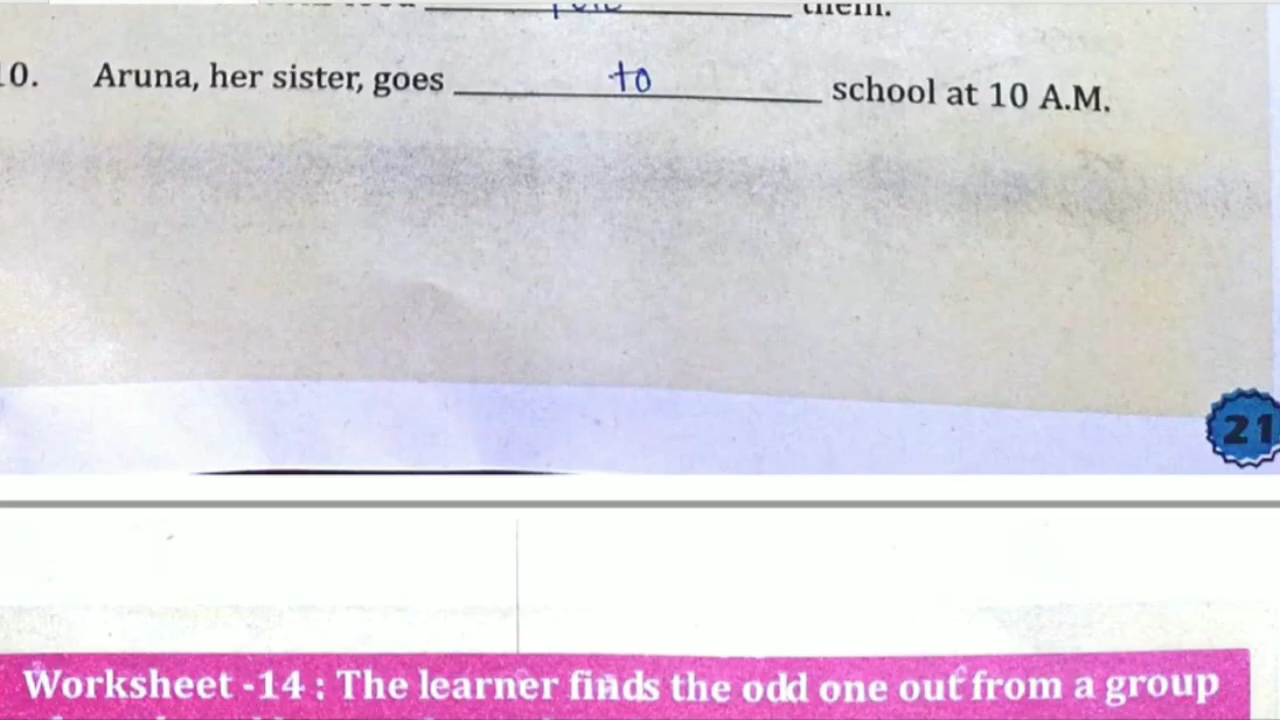 them.
10. Aruna, her sister, goes to school at 10 A.M.
21
Worksheet -14 : The learner finds the odd one out from a group